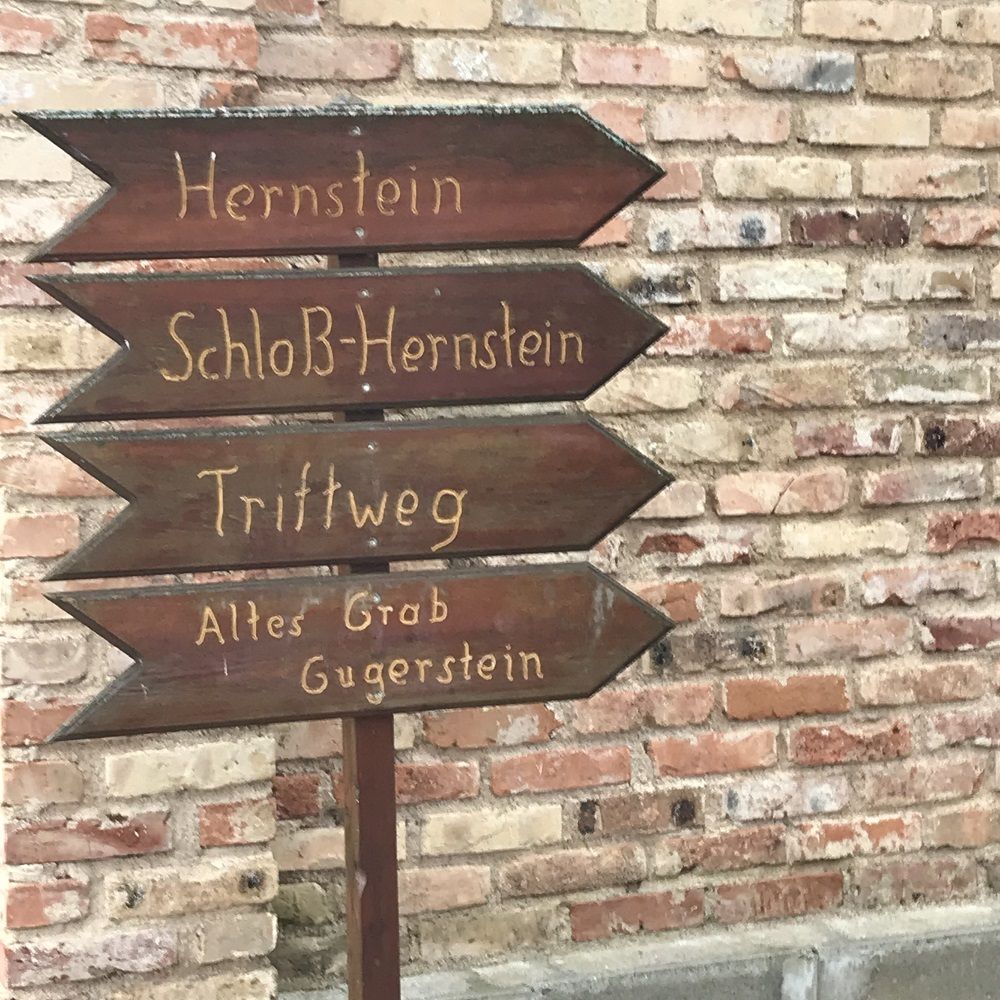 Hernstein
Schloß-Hernstein
Triftweg
Altes Grab
Gugerstein